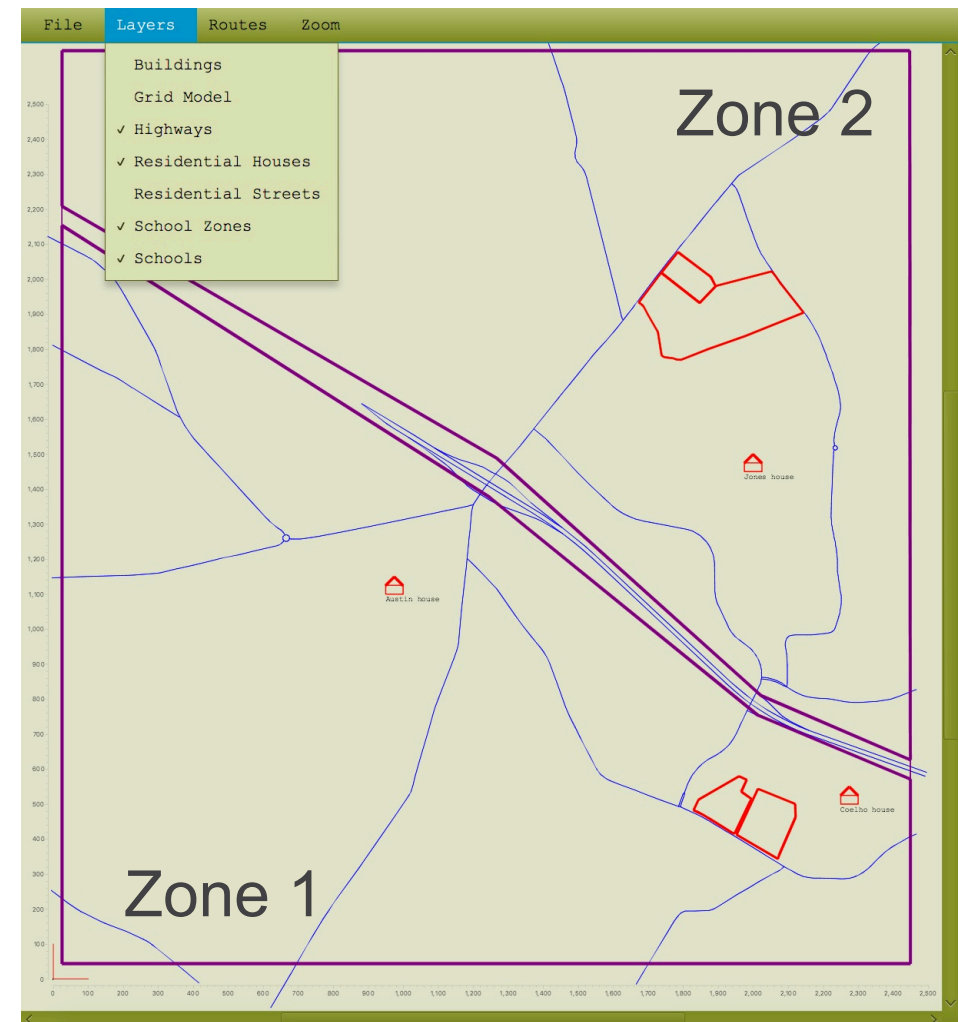 File Layers Routes Zoom
Buildings
Grid Model
✓ Highways
✓ Residential Houses
Residential Streets
✓ School Zones
✓ Schools
Zone 2
2,500
2,400
2,300
2,200
2,100
2,000
1,900
1,800
1,700
1,600
1,500
1,400
1,300
1,200
1,100
1,000
900
800
700
600
500
400
300
200
100
0
Jones house
Austin house
Coelho house
Zone 1
0 100 200 300 400 500 600 700 800 900 1,000 1,100 1,200 1,300 1,400 1,500 1,600 1,700 1,800 1,900 2,000 2,100 2,200 2,300 2,400 2,500